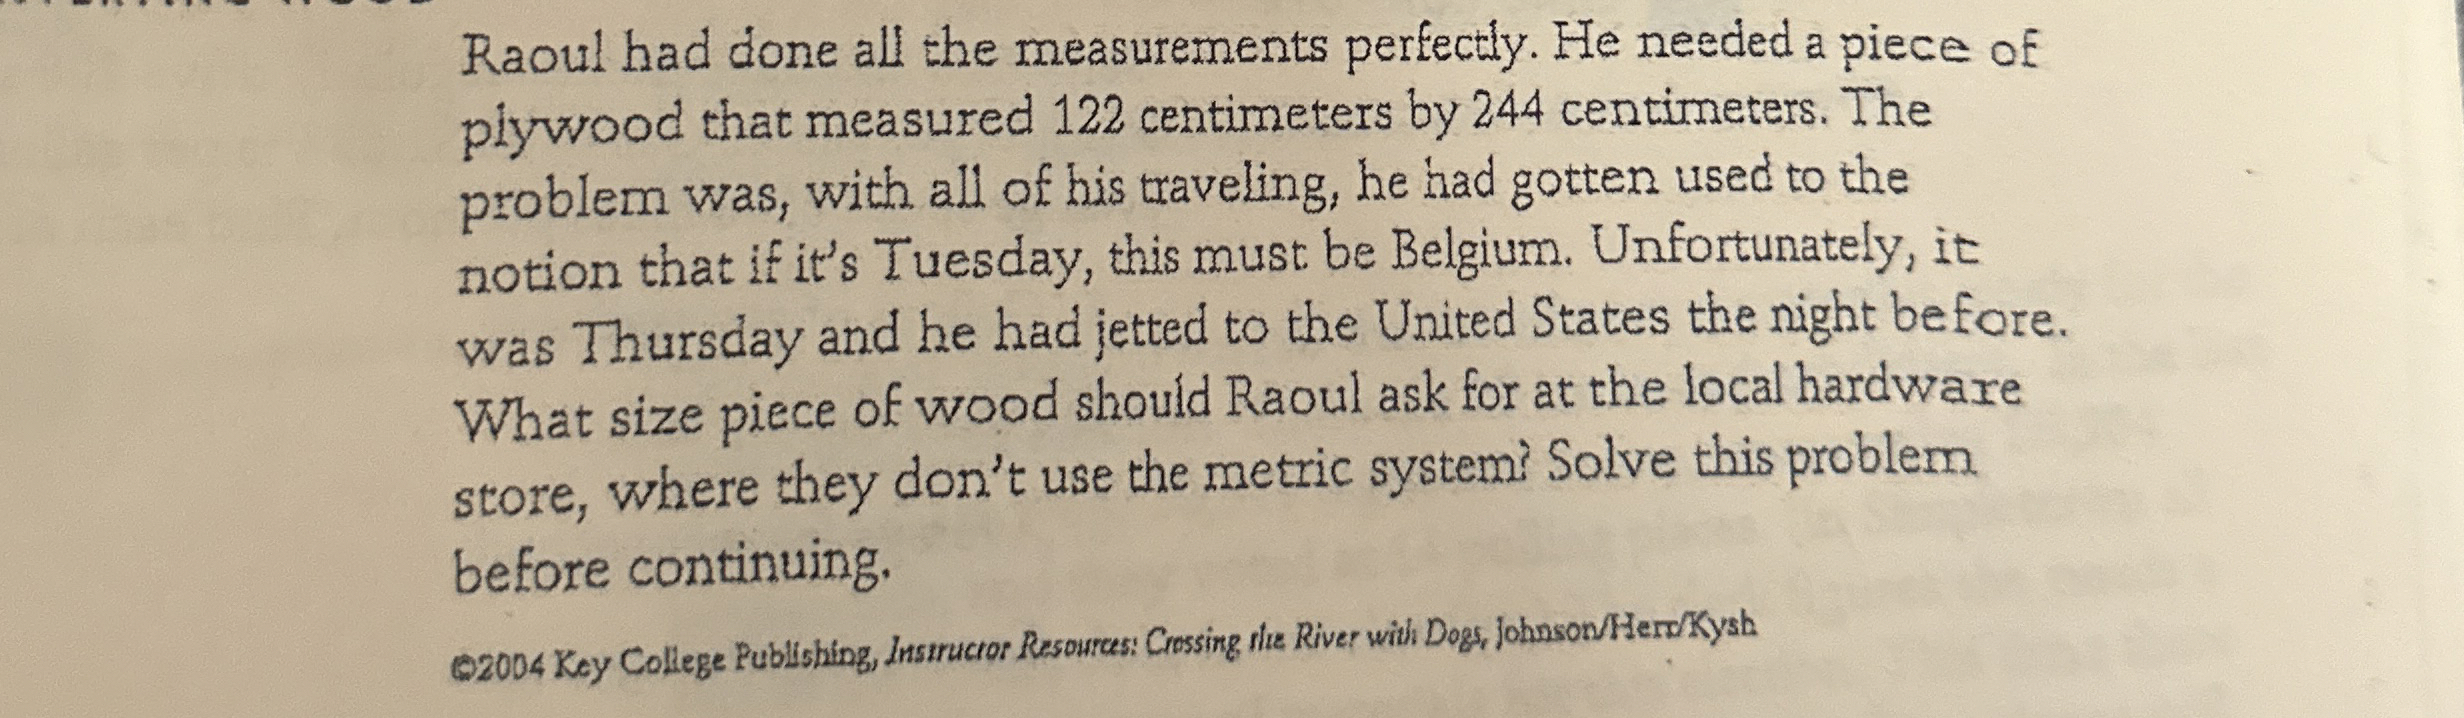 Raoul had done all the measurements perfectly. He needed a piece of
plywood that measured 122 centimeters by 244 centimeters. The
problem was, with all of his traveling, he had gotten used to the
notion that if it's Tuesday, this must be Belgium. Unfortunately, it
was Thursday and he had jetted to the United States the night before.
What size piece of wood should Raoul ask for at the local hardware
store, where they don't use the metric system? Solve this problem
before continuing.
©2004 Key College Publishing, Instructor Resources: Crossing the River with Dogs, Johnson/Herr/Kysh